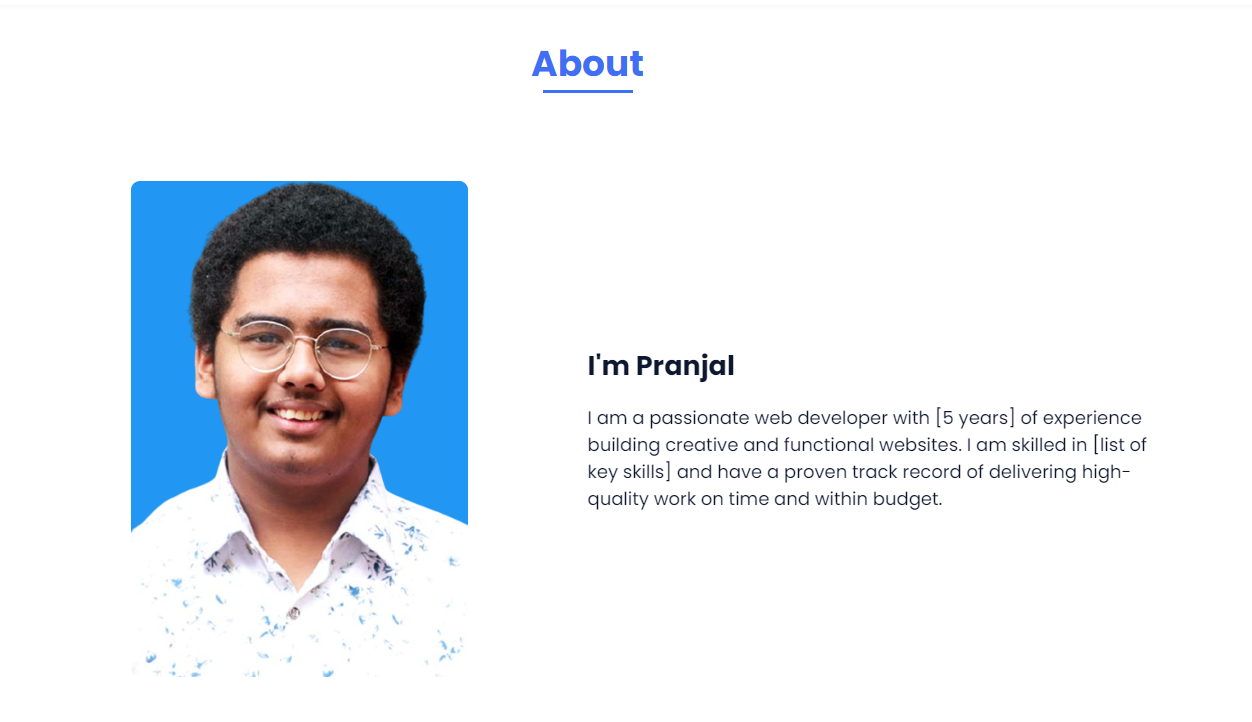 About
I'm Pranjal
I am a passionate web developer with [5 years] of experience
building creative and functional websites. I am skilled in [list of
key skills] and have a proven track record of delivering high-
quality work on time and within budget.